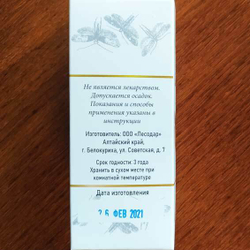 Не является лекарством.
Допускается осадок.
Показания и способы
применения указаны в
инструкции
Изготовитель: ООО «Лесодар»
Алтайский край,
г. Белокуриха, ул. Советская, д. 1
Срок годности: 3 года
Хранить в сухом месте при
комнатной температуре
Дата изготовления
26 ФЕВ 2021